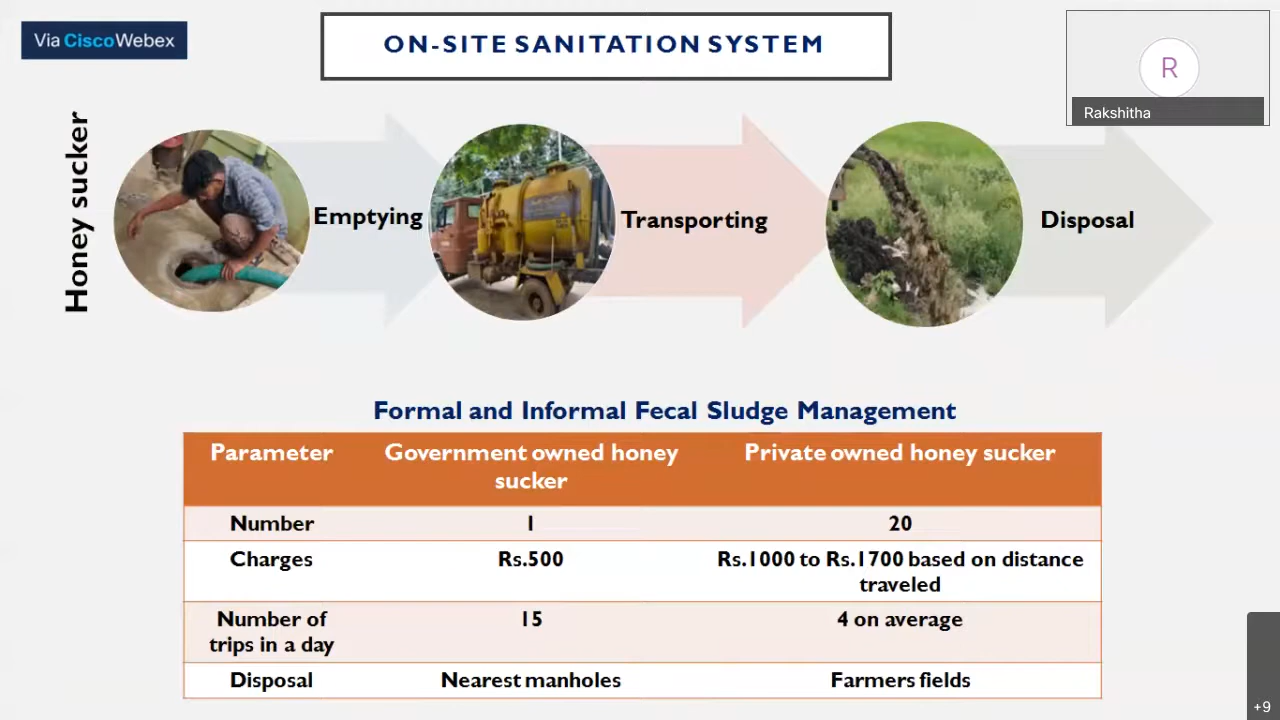 Via CiscoWebex
ON-SITE SANITATION SYSTEM
R
Rakshitha
Honey sucker
Emptying
Transporting
Disposal
Formal and Informal Fecal Sludge Management
Parameter
Government owned honey
sucker
Private owned honey sucker
Number
1
20
Charges
Rs.500
Rs.1000 to Rs.1700 based on distance
traveled
Number of
trips in a day
15
4 on average
Disposal
Nearest manholes
Farmers fields
+9